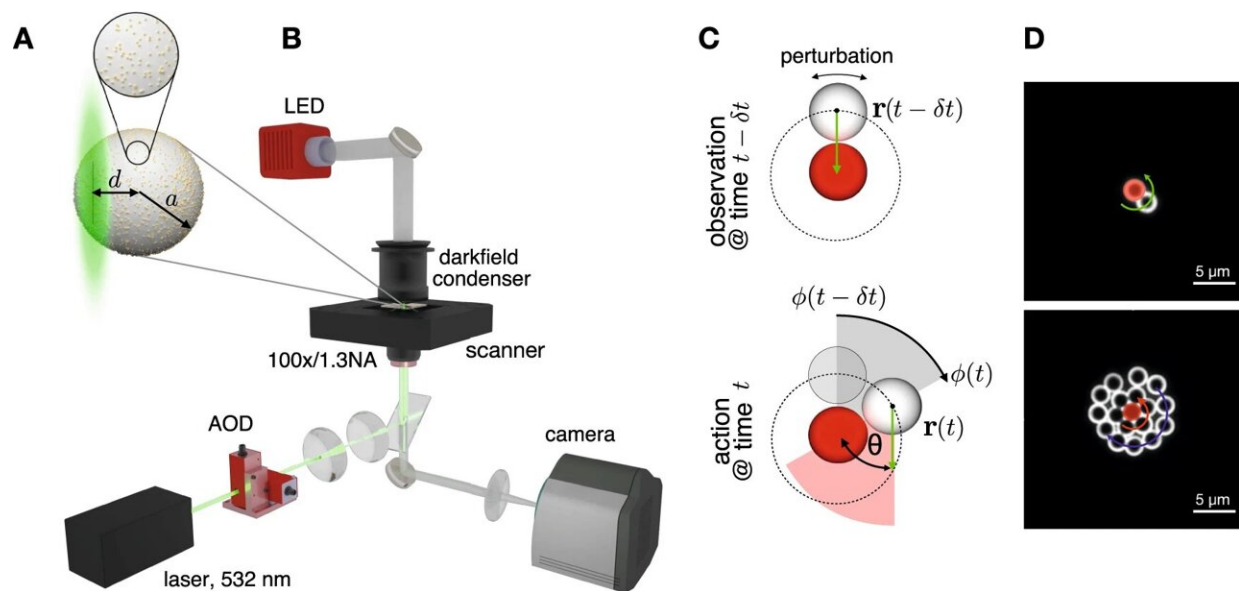 A
d
a
B
LED
darkfield
condenser
scanner
100x/1.3NA
AOD
camera
laser, 532 nm
C
perturbation
observation
@ time t − δt
r(t − δt)
ϕ(t − δt)
ϕ(t)
action
@ time t
θ
r(t)
D
5 μm
5 μm